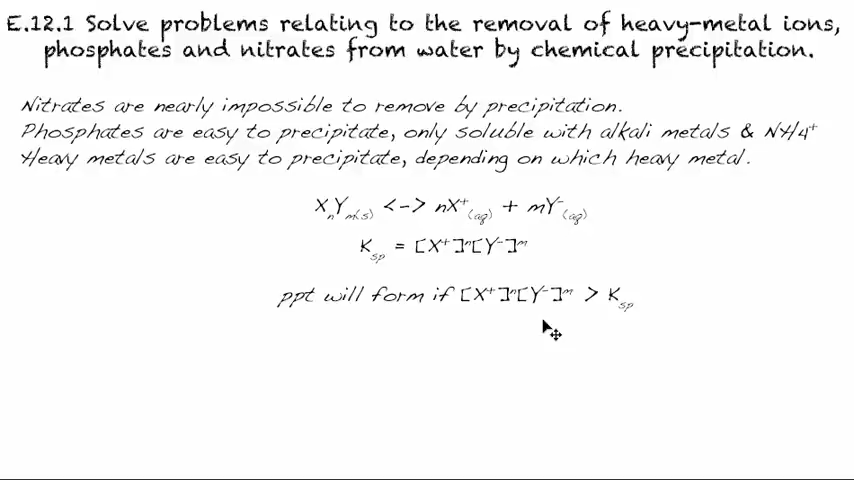 E.12.1 Solve problems relating to the removal of heavy-metal ions,
phosphates and nitrates from water by chemical precipitation.
Nitrates are nearly impossible to remove by precipitation.
Phosphates are easy to precipitate, only soluble with alkali metals & NH4⁺
Heavy metals are easy to precipitate, depending on which heavy metal.
XₙYₘ₍ₛ₎ <-> nX⁺₍aq₎ + mY⁻₍aq₎
Kₛₚ = [X⁺]ⁿ[Y⁻]ᵐ
ppt will form if [X⁺]ⁿ[Y⁻]ᵐ > Kₛₚ